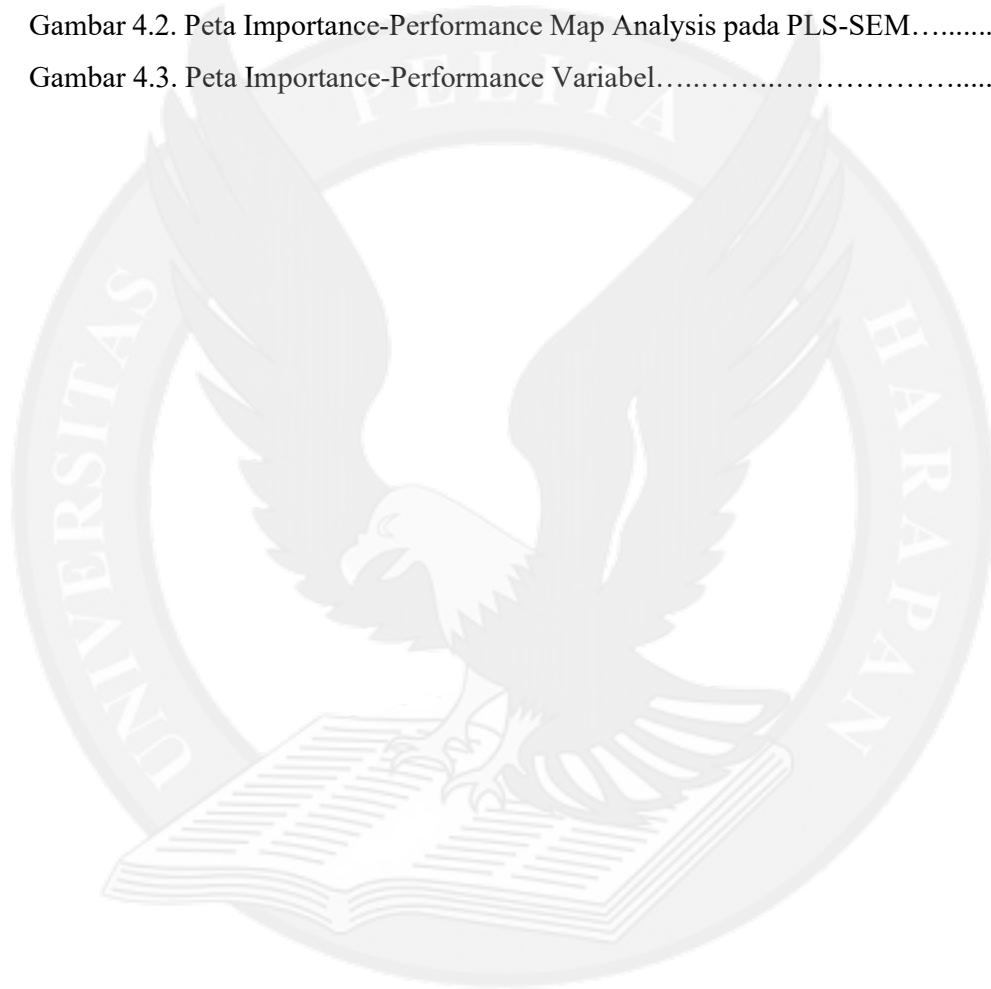 Gambar 4.2. Peta Importance-Performance Map Analysis pada PLS-SEM….......
Gambar 4.3. Peta Importance-Performance Variabel…..……..……………….....
UNIVERSITAS PELITA HARAPAN